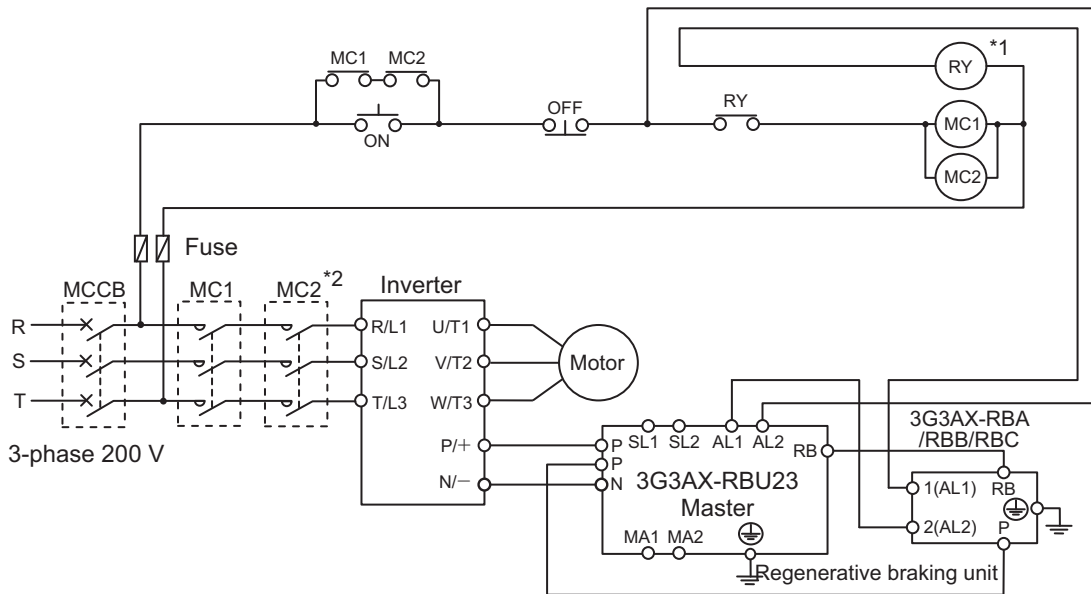 MC1 MC2
*1
RY
OFF
RY
MC1
ON
MC2
Fuse
MCCB MC1 MC2 *2 Inverter
R R/L1 U/T1
S S/L2 V/T2 Motor
T T/L3 W/T3
3-phase 200 V
P/+
N/−
SL1 SL2 AL1 AL2
P RB
P
N
3G3AX-RBU23
Master
MA1 MA2
3G3AX-RBA
/RBB/RBC
1(AL1) RB
2(AL2) P
Regenerative braking unit